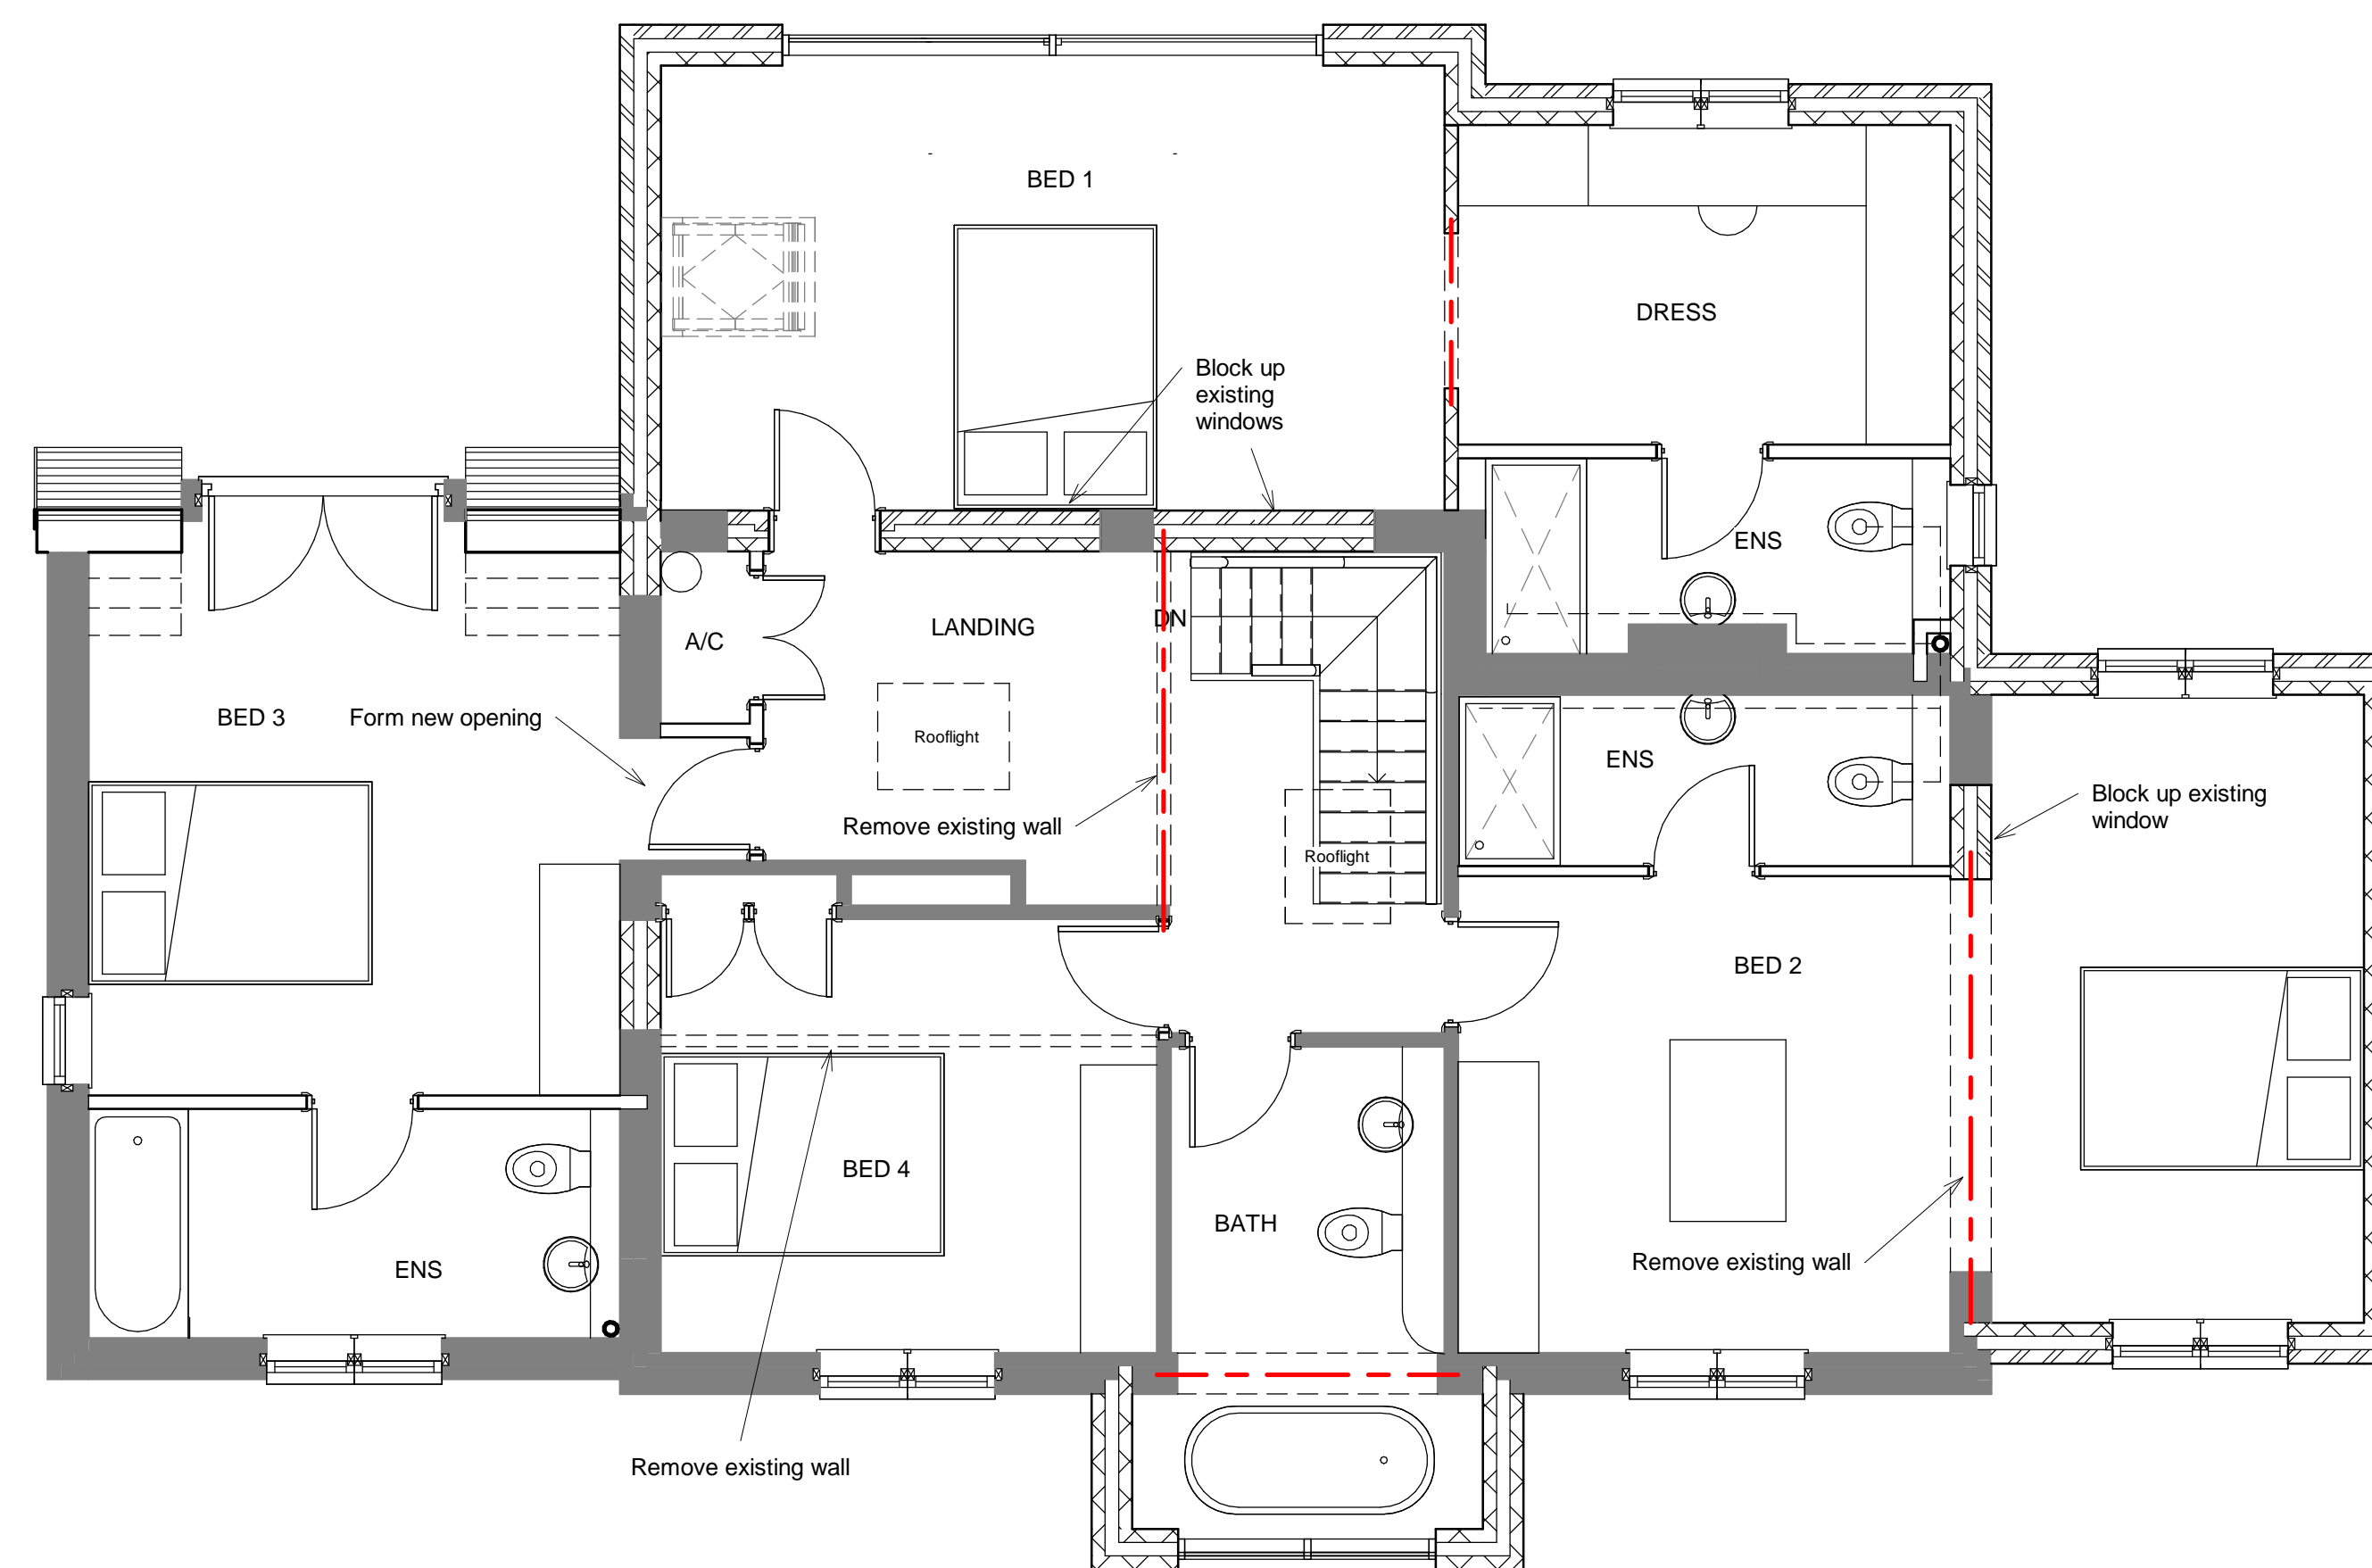 BED 1
DRESS
Block up
existing
windows
ENS
DN
LANDING
A/C
BED 3
Form new opening
Rooflight
ENS
Block up existing
window
Remove existing wall
Rooflight
BED 2
BED 4
BATH
ENS
Remove existing wall
Remove existing wall